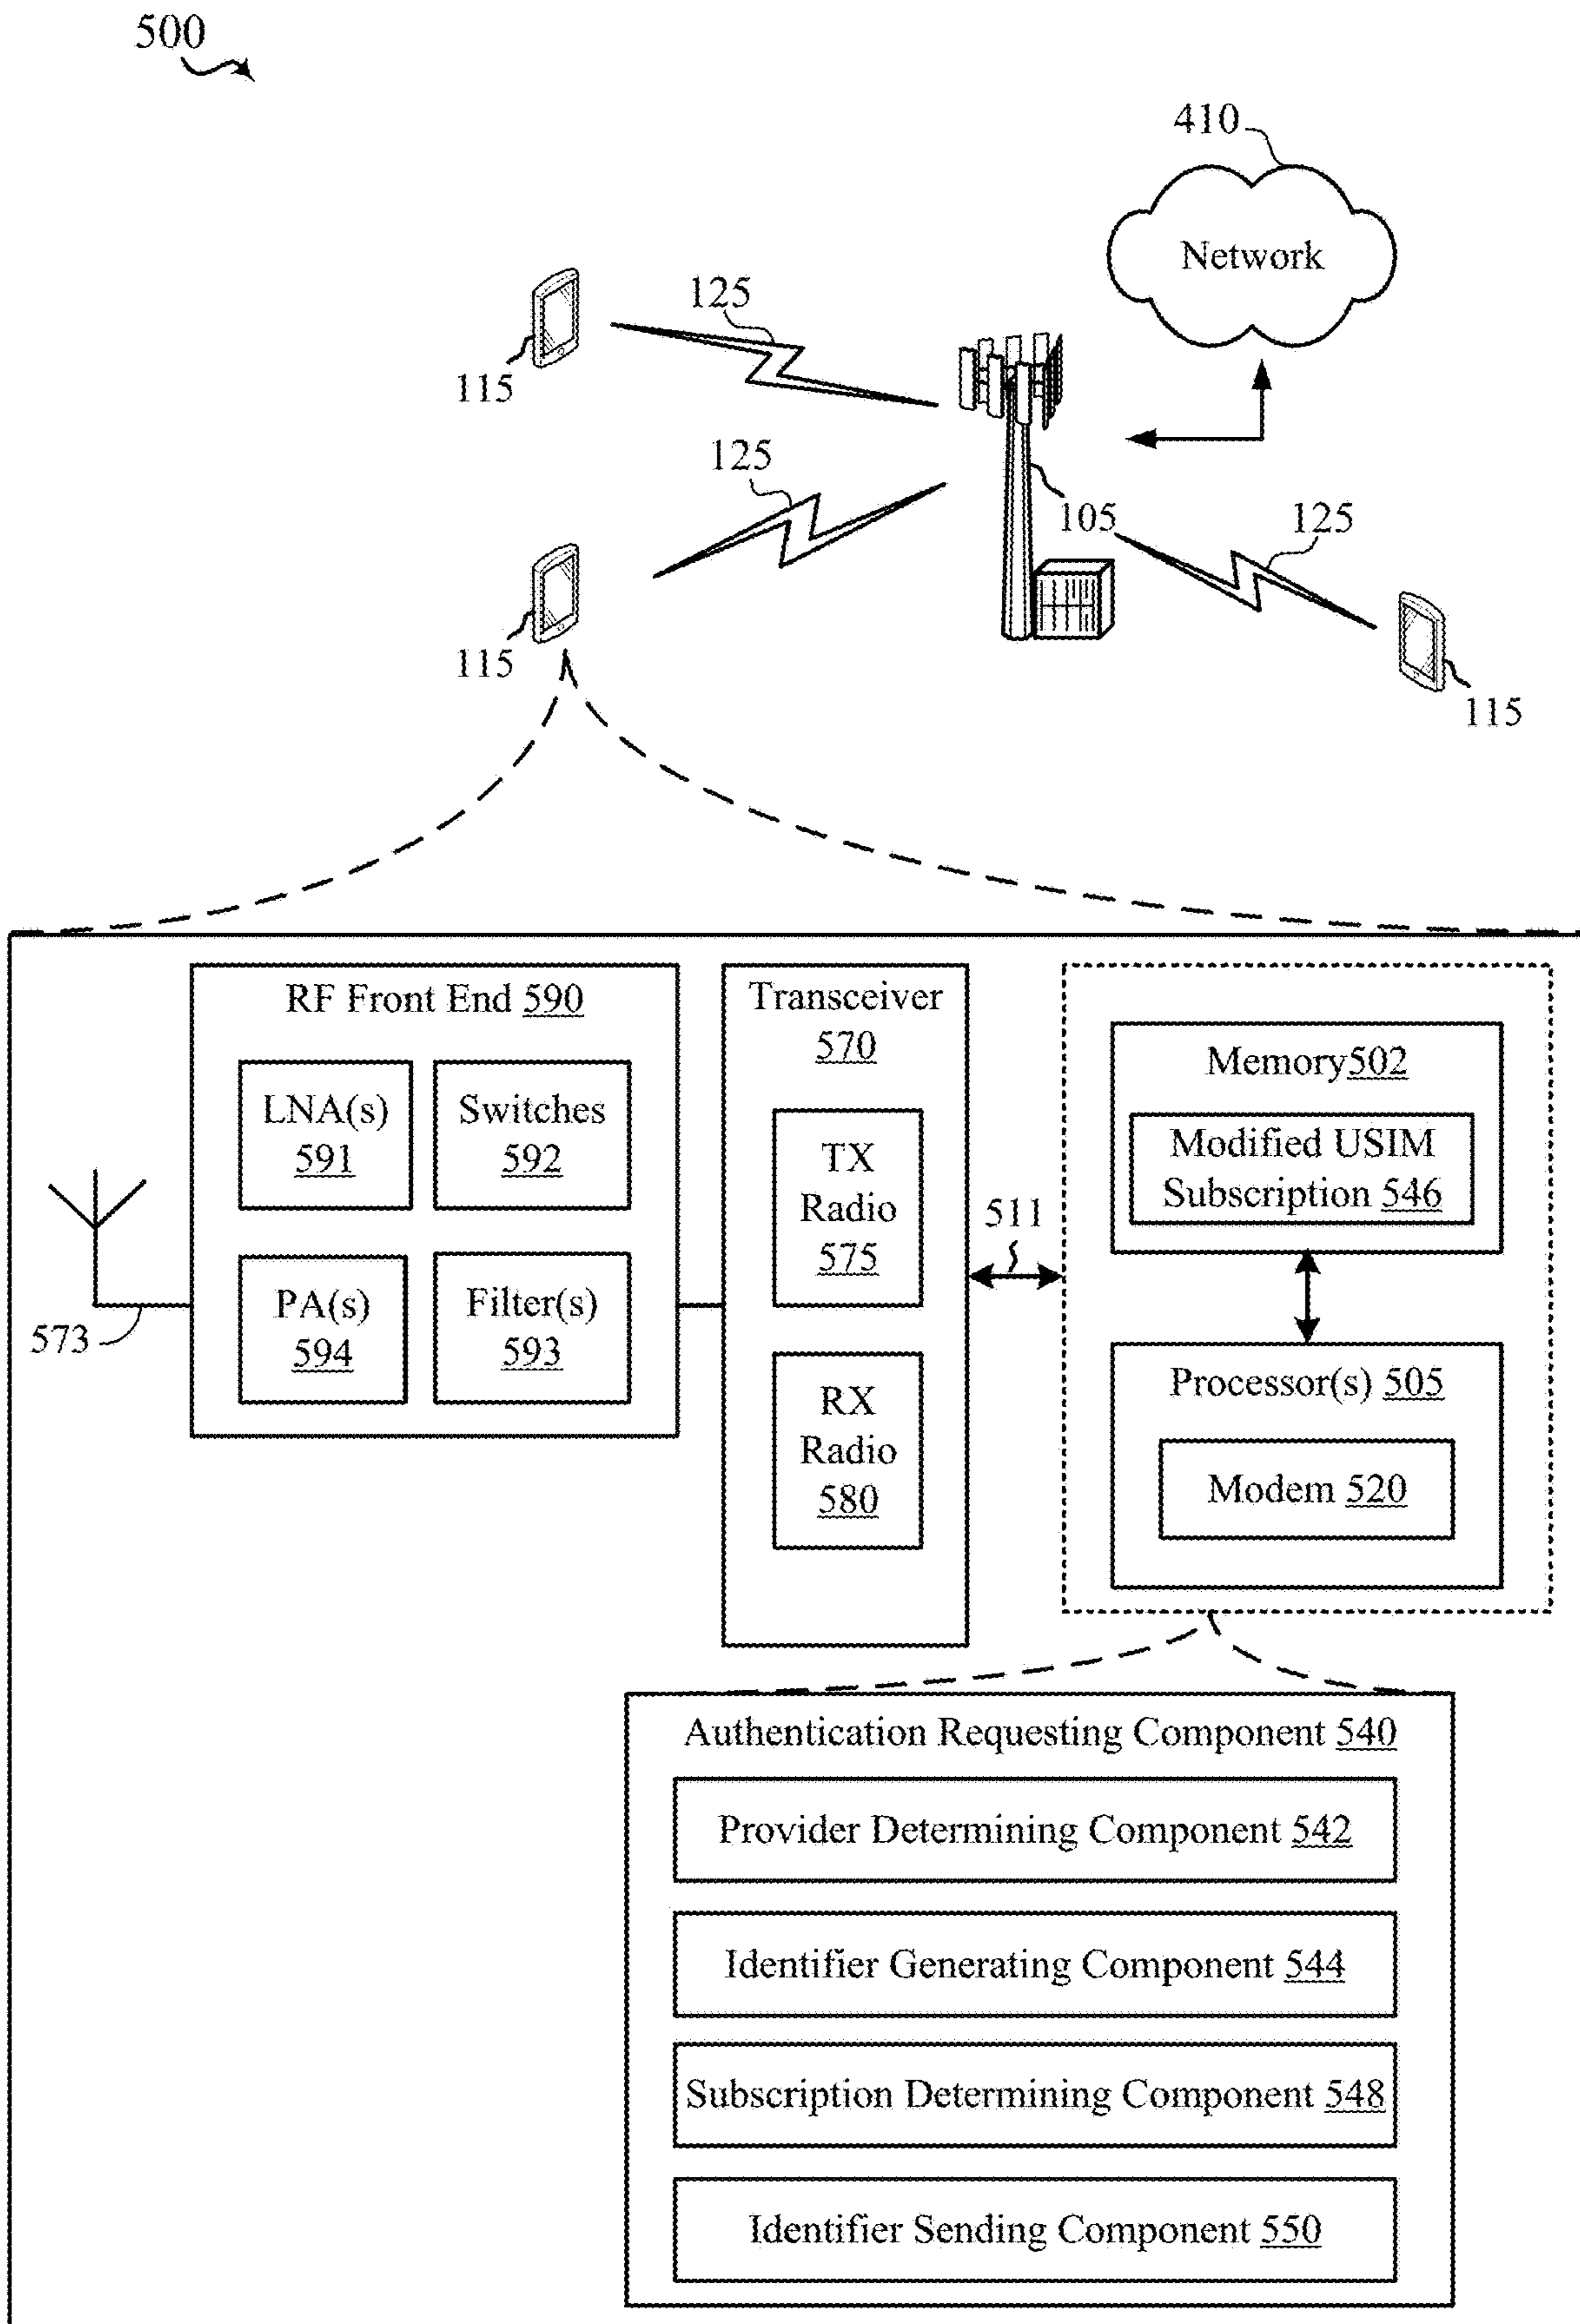 500
410
Network
125
115
125
105
125
115
115
RF Front End 590
LNA(s)
591
Switches
592
PA(s)
594
Filter(s)
593
573
Transceiver
570
TX
Radio
575
RX
Radio
580
511
Memory502
Modified USIM
Subscription 546
Processor(s) 505
Modem 520
Authentication Requesting Component 540
Provider Determining Component 542
Identifier Generating Component 544
Subscription Determining Component 548
Identifier Sending Component 550